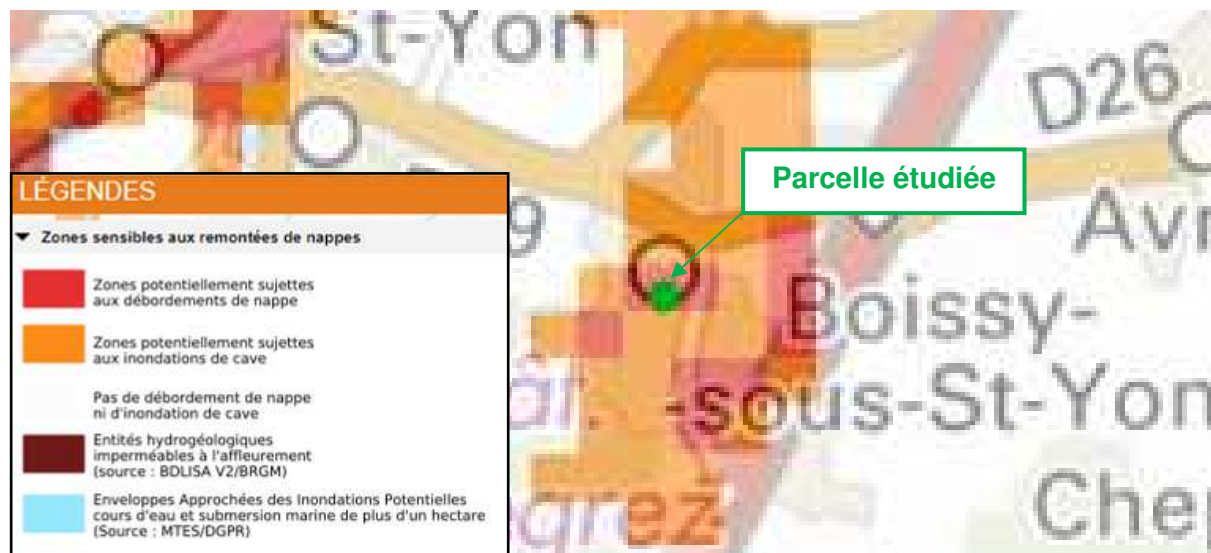 St-Yon
D26
Parcelle étudiée
LÉGENDES
Zones sensibles aux remontées de nappes
9
Avr
Zones potentiellement sujettes
aux débordements de nappe
Boissy-
Zones potentiellement sujettes
aux inondations de cave
-sous-St-Yon
Pas de débordement de nappe
ni d'inondation de cave
Entités hydrogéologiques
imperméables à l'affleurement
(source : BDLISA V2/BRGM)
Enveloppes Approchées des Inondations Potentielles
cours d'eau et submersion marine de plus d'un hectare
(Source : MTES/DGPR)
grez
Che